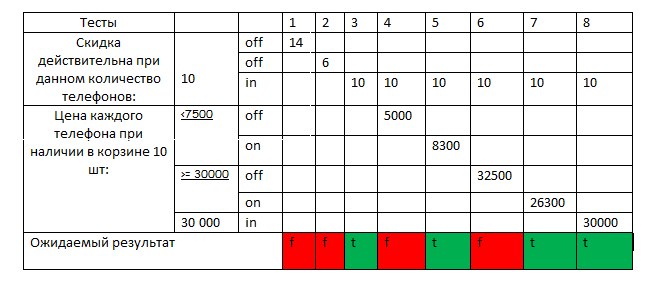 Тесты 1 2 3 4 5 6 7 8
Скидка действительна при данном количество телефонов: off 14
off 6
10 in 10 10 10 10 10 10
Цена каждого телефона при наличии в корзине 10 шт: <7500 off 5000
on 8300
>= 30000 off 32500
on 26300
30 000 in 30000
Ожидаемый результат f f t f t f t t